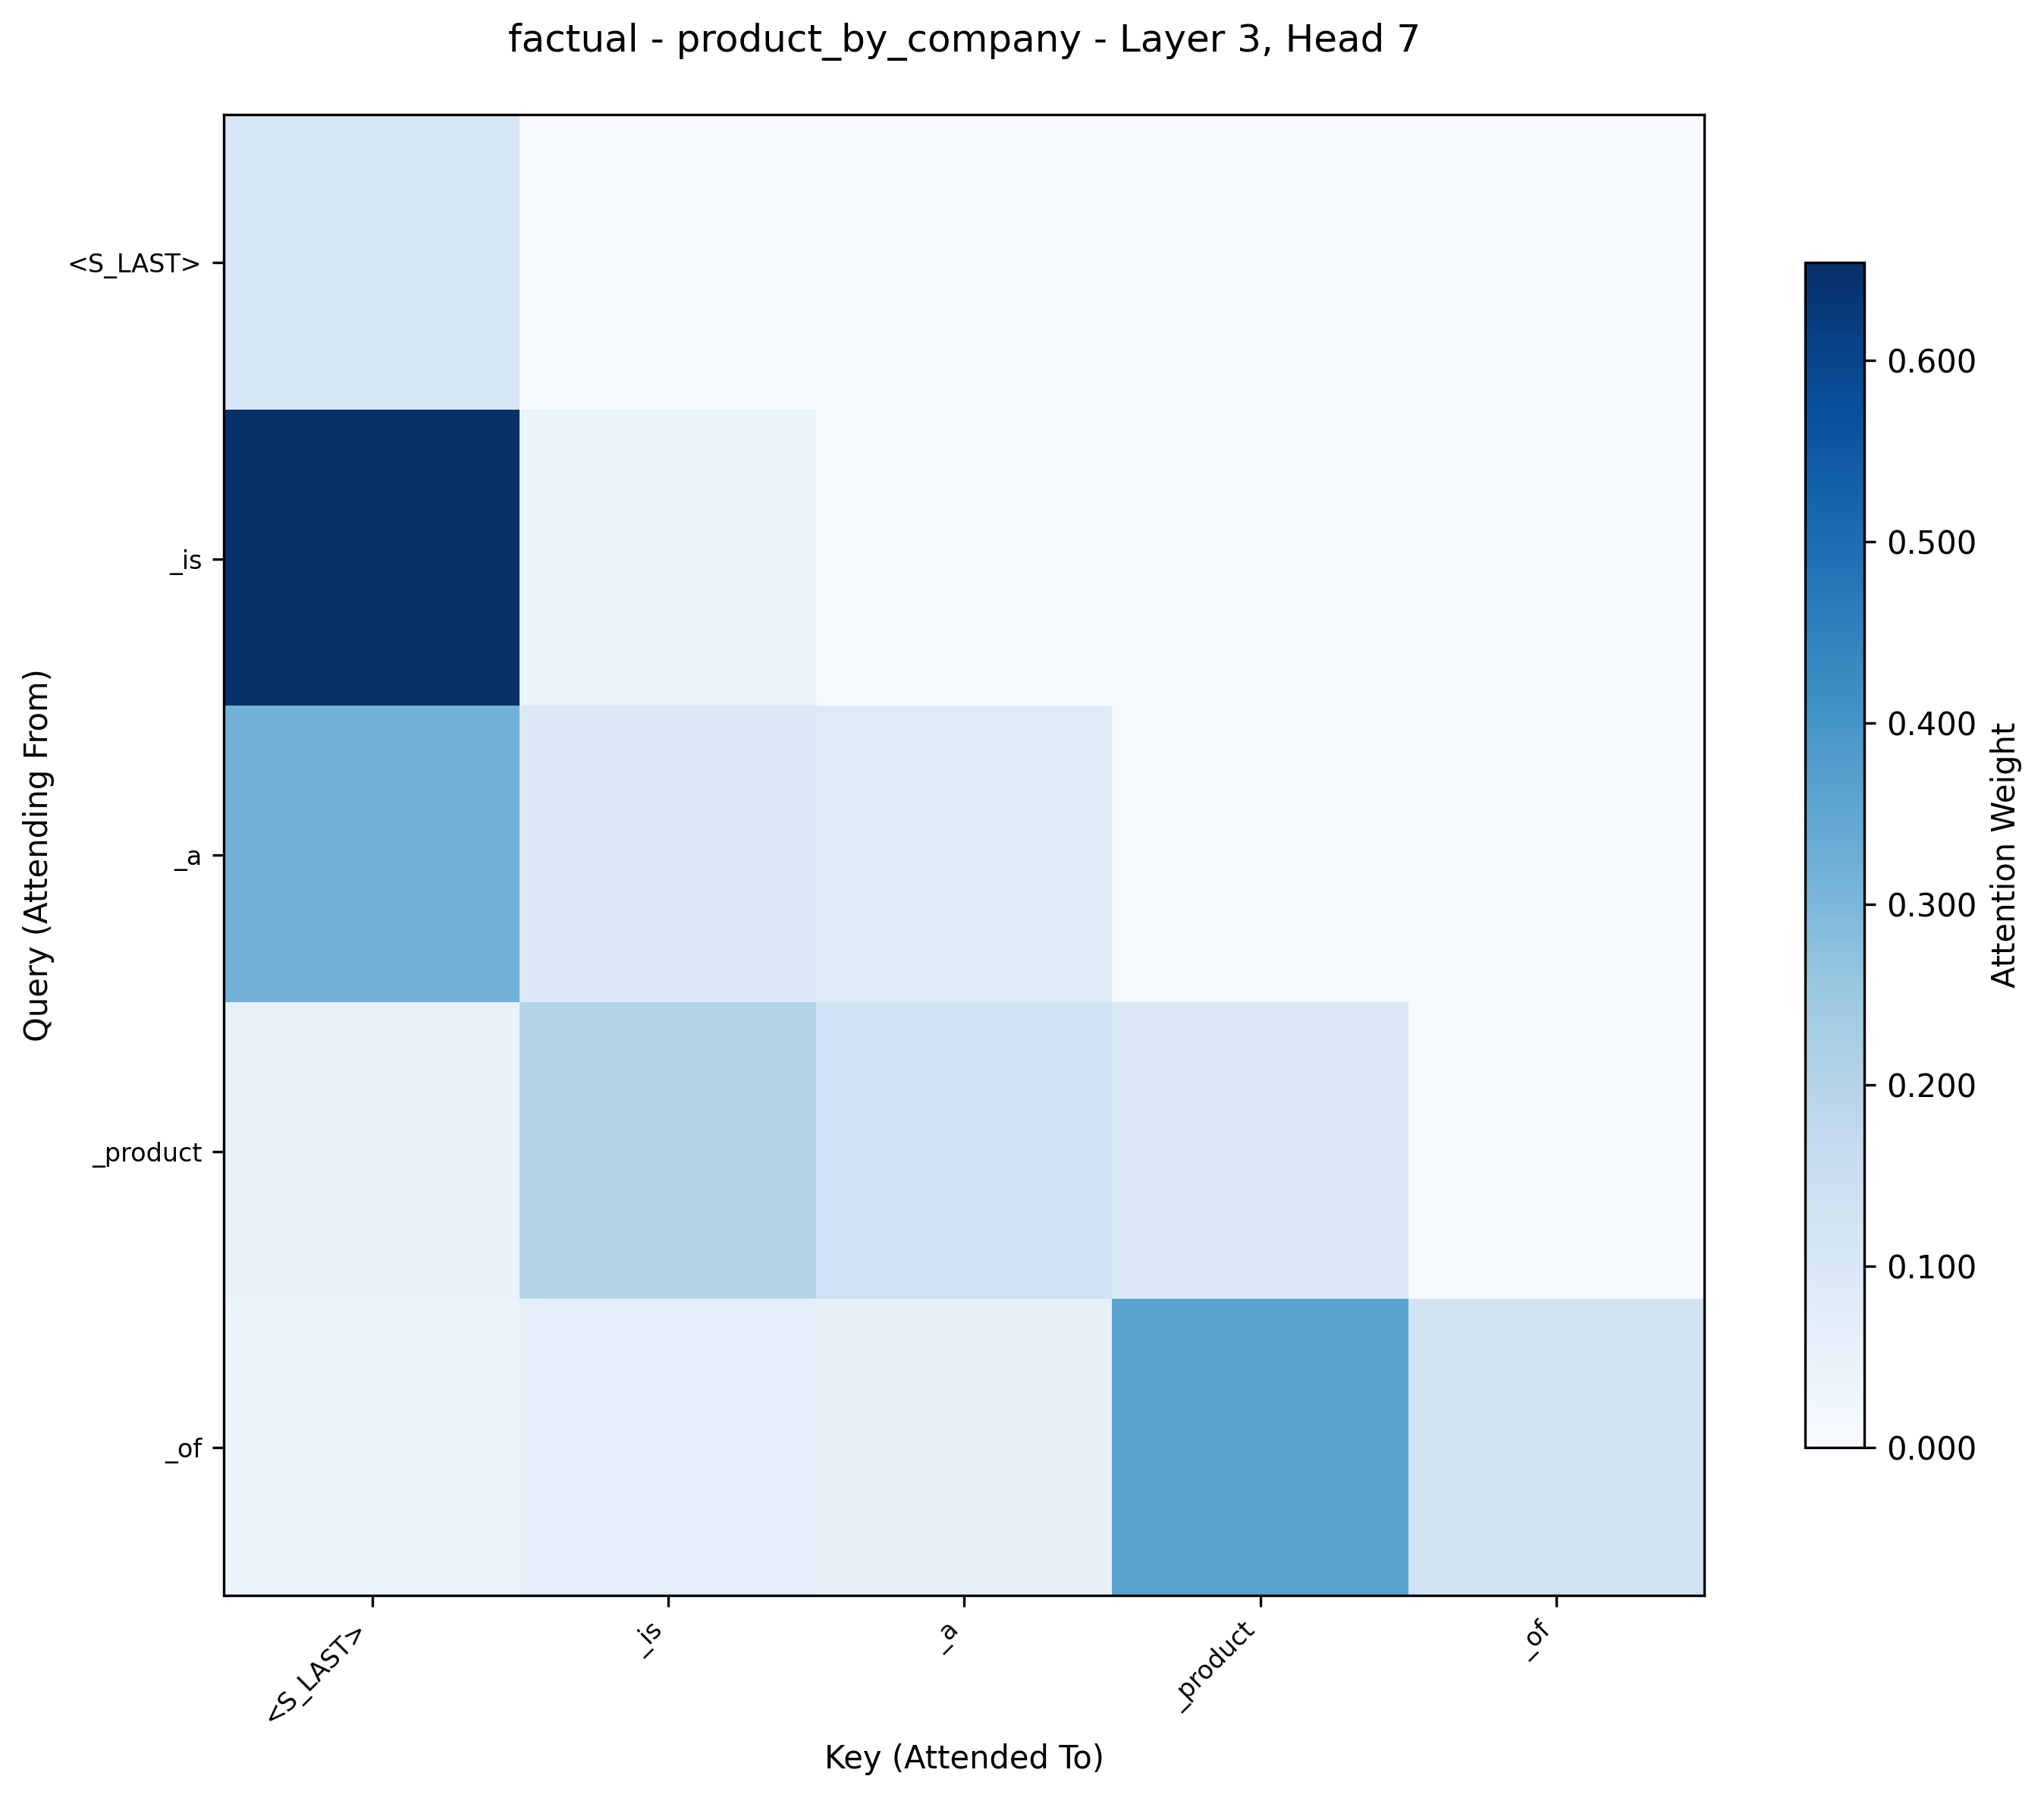 factual - product_by_company - Layer 3, Head 7
Query (Attending From)
<S_LAST>
_is
_a
_product
_of
<S_LAST>
_is
_a
_product
_of
Key (Attended To)
0.600
0.500
0.400
0.300
0.200
0.100
0.000
Attention Weight